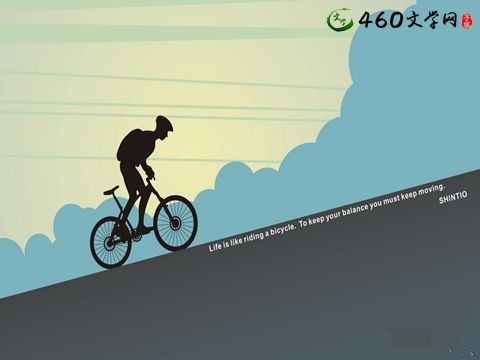 460文学网
Life is like riding a bicycle. To keep your balance you must keep moving.
SHINTIO